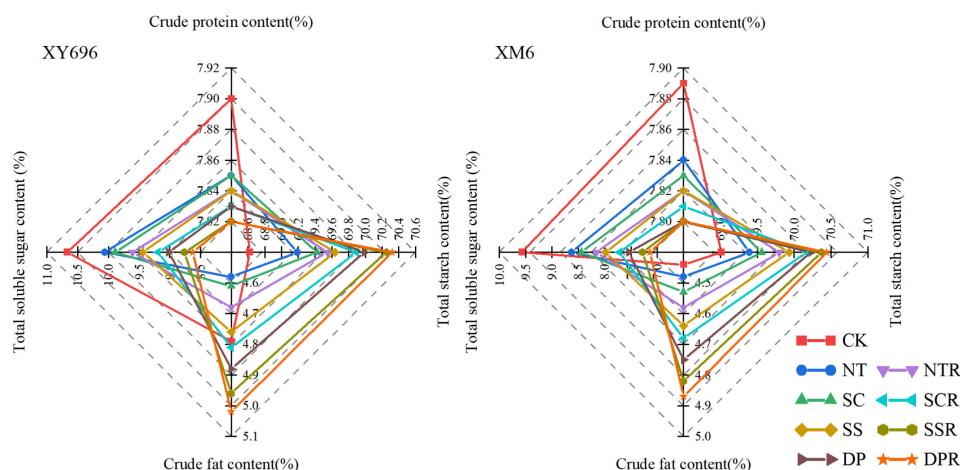 Crude protein content(%)
Crude protein content(%)
XY696
XM6
7.92
7.90
7.88
7.86
7.84
7.82
7.90
7.88
7.86
7.84
7.82
7.80
Total soluble sugar content (%)
11.0
10.5
10.0
9.5
68.6
69.2
69.4
69.6
69.8
70.0
70.2
70.4
70.6
Total starch content(%)
Total soluble sugar content (%)
10.0
9.5
9.0
70.0
70.5
71.0
Total starch content(%)
4.6
4.7
4.8
4.9
5.0
5.1
4.5
4.6
4.7
4.8
4.9
5.0
Crude fat content(%)
Crude fat content(%)
CK
NT
NTR
SC
SCR
SS
SSR
DP
DPR